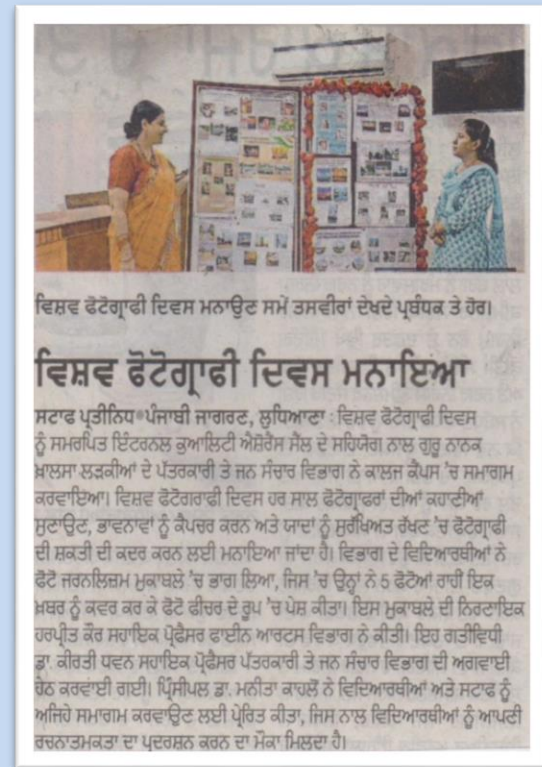 ਵਿਸ਼ਵ ਫੋਟੋਗ੍ਰਾਫੀ ਦਿਵਸ ਮਨਾਉਣ ਸਮੇਂ ਤਸਵੀਰਾਂ ਦੇਖਦੇ ਪ੍ਰਬੰਧਕ ਤੇ ਹੋਰ।
ਵਿਸ਼ਵ ਫੋਟੋਗ੍ਰਾਫੀ ਦਿਵਸ ਮਨਾਇਆ
ਸਟਾਫ ਪ੍ਰਤੀਨਿਧ•ਪੰਜਾਬੀ ਜਾਗਰਣ, ਲੁਧਿਆਣਾ : ਵਿਸ਼ਵ ਫੋਟੋਗ੍ਰਾਫੀ ਦਿਵਸ
ਨੂੰ ਸਮਰਪਿਤ ਇੰਟਰਨਲ ਕੁਆਲਿਟੀ ਐਸ਼ੋਰੈਂਸ ਸੈੱਲ ਦੇ ਸਹਿਯੋਗ ਨਾਲ ਗੁਰੂ ਨਾਨਕ
ਖ਼ਾਲਸਾ ਲੜਕੀਆਂ ਦੇ ਪੱਤਰਕਾਰੀ ਤੇ ਜਨ ਸੰਚਾਰ ਵਿਭਾਗ ਨੇ ਕਾਲਜ ਕੈਂਪਸ 'ਚ ਸਮਾਗਮ
ਕਰਵਾਇਆ। ਵਿਸ਼ਵ ਫੋਟੋਗਰਾਫੀ ਦਿਵਸ ਹਰ ਸਾਲ ਫੋਟੋਗ੍ਰਾਫਰਾਂ ਦੀਆਂ ਕਹਾਣੀਆਂ
ਸੁਣਾਉਣ, ਭਾਵਨਾਵਾਂ ਨੂੰ ਕੈਪਚਰ ਕਰਨ ਅਤੇ ਯਾਦਾਂ ਨੂੰ ਸੁਰੱਖਿਅਤ ਰੱਖਣ 'ਚ ਫੋਟੋਗ੍ਰਾਫੀ
ਦੀ ਸ਼ਕਤੀ ਦੀ ਕਦਰ ਕਰਨ ਲਈ ਮਨਾਇਆ ਜਾਂਦਾ ਹੈ। ਵਿਭਾਗ ਦੇ ਵਿਦਿਆਰਥੀਆਂ ਨੇ
ਫੋਟੋ ਜਰਨਲਿਜ਼ਮ ਮੁਕਾਬਲੇ 'ਚ ਭਾਗ ਲਿਆ, ਜਿਸ 'ਚ ਉਨ੍ਹਾਂ ਨੇ 5 ਫੋਟੋਆਂ ਰਾਹੀਂ ਇਕ
ਖ਼ਬਰ ਨੂੰ ਕਵਰ ਕਰ ਕੇ ਫੋਟੋ ਫੀਚਰ ਦੇ ਰੂਪ 'ਚ ਪੇਸ਼ ਕੀਤਾ। ਇਸ ਮੁਕਾਬਲੇ ਦੀ ਨਿਰਣਾਇਕ
ਹਰਪ੍ਰੀਤ ਕੌਰ ਸਹਾਇਕ ਪ੍ਰੋਫੈਸਰ ਫਾਈਨ ਆਰਟਸ ਵਿਭਾਗ ਨੇ ਕੀਤੀ। ਇਹ ਗਤੀਵਿਧੀ
ਡਾ. ਕੀਰਤੀ ਧਵਨ ਸਹਾਇਕ ਪ੍ਰੋਫੈਸਰ ਪੱਤਰਕਾਰੀ ਤੇ ਜਨ ਸੰਚਾਰ ਵਿਭਾਗ ਦੀ ਅਗਵਾਈ
ਹੇਠ ਕਰਵਾਈ ਗਈ। ਪ੍ਰਿੰਸੀਪਲ ਡਾ. ਮਨੀਤਾ ਕਾਹਲੋਂ ਨੇ ਵਿਦਿਆਰਥੀਆਂ ਅਤੇ ਸਟਾਫ ਨੂੰ
ਅਜਿਹੇ ਸਮਾਗਮ ਕਰਵਾਉਣ ਲਈ ਪ੍ਰੇਰਿਤ ਕੀਤਾ, ਜਿਸ ਨਾਲ ਵਿਦਿਆਰਥੀਆਂ ਨੂੰ ਆਪਣੀ
ਰਚਨਾਤਮਕਤਾ ਦਾ ਪ੍ਰਦਰਸ਼ਨ ਕਰਨ ਦਾ ਮੌਕਾ ਮਿਲਦਾ ਹੈ।